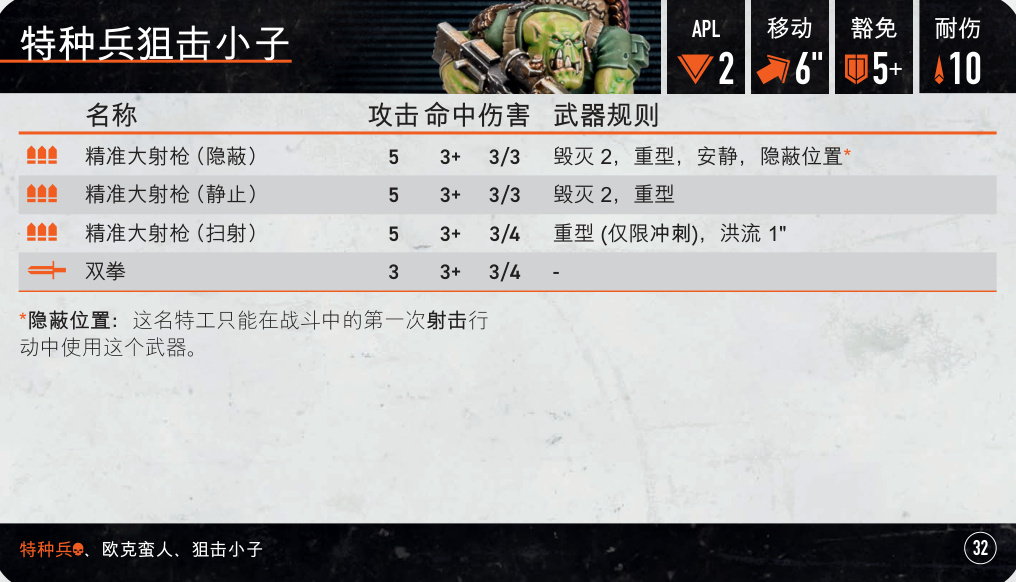 特种兵狙击小子
APL 移动 豁免 耐伤
2 6" 5+ 10
名称 攻击 命中 伤害 武器规则
精准大射枪（隐蔽） 5 3+ 3/3 毁灭 2，重型，安静，隐蔽位置*
精准大射枪（静止） 5 3+ 3/3 毁灭 2，重型
精准大射枪（扫射） 5 3+ 3/4 重型 (仅限冲刺)，洪流 1"
双拳 3 3+ 3/4 -
*隐蔽位置：这名特工只能在战斗中的第一次射击行
动中使用这个武器。
特种兵、欧克蛮人、狙击小子
32